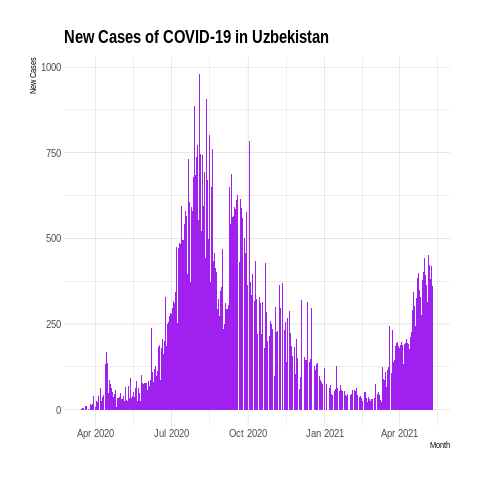 New Cases of COVID-19 in Uzbekistan
New Cases
1000
750
500
250
0
Apr 2020 Jul 2020 Oct 2020 Jan 2021 Apr 2021
Month